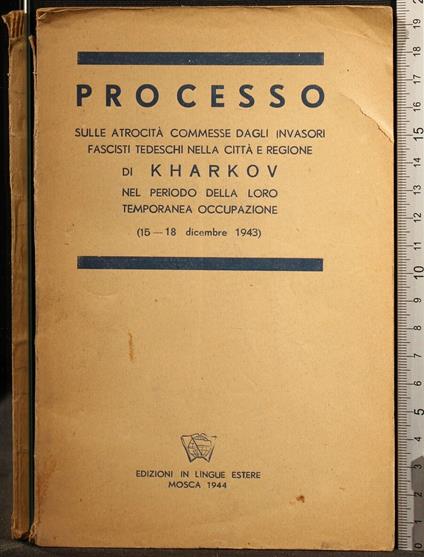 PROCESSO
SULLE ATROCITÀ COMMESSE DAGLI INVASORI
FASCISTI TEDESCHI NELLA CITTÀ E REGIONE
DI KHARKOV
NEL PERIODO DELLA LORO
TEMPORANEA OCCUPAZIONE
(15 — 18 dicembre 1943)
EDIZIONI IN LINGUE ESTERE
MOSCA 1944